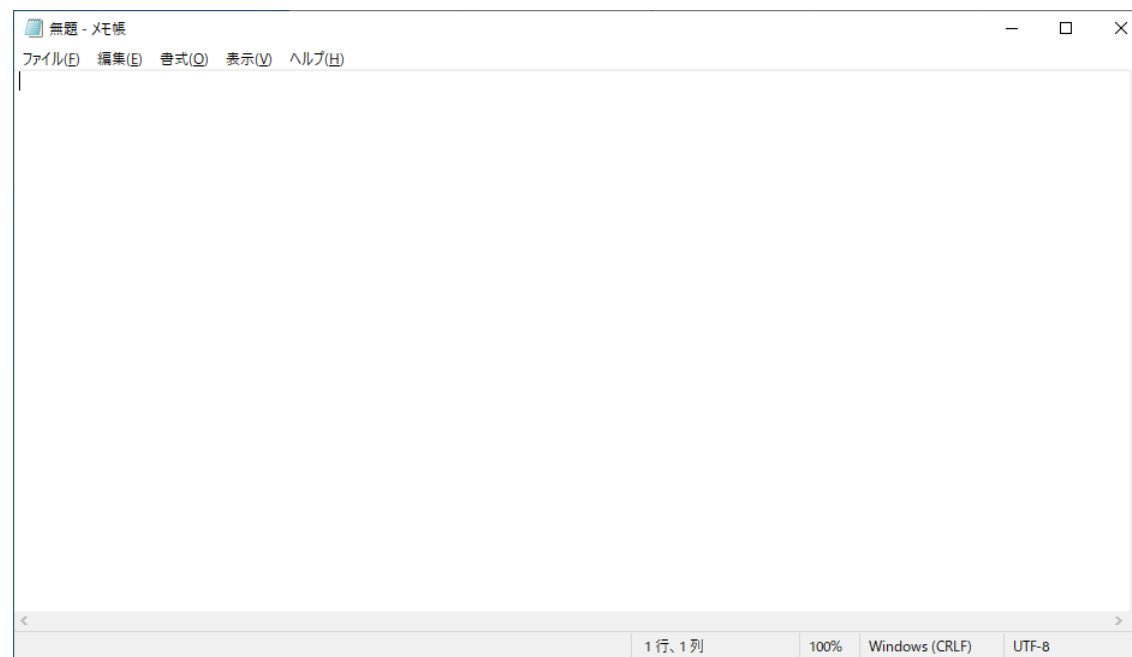 無題 - メモ帳
ファイル(F) 編集(E) 書式(O) 表示(V) ヘルプ(H)
1 行、1 列 100% Windows (CRLF) UTF-8